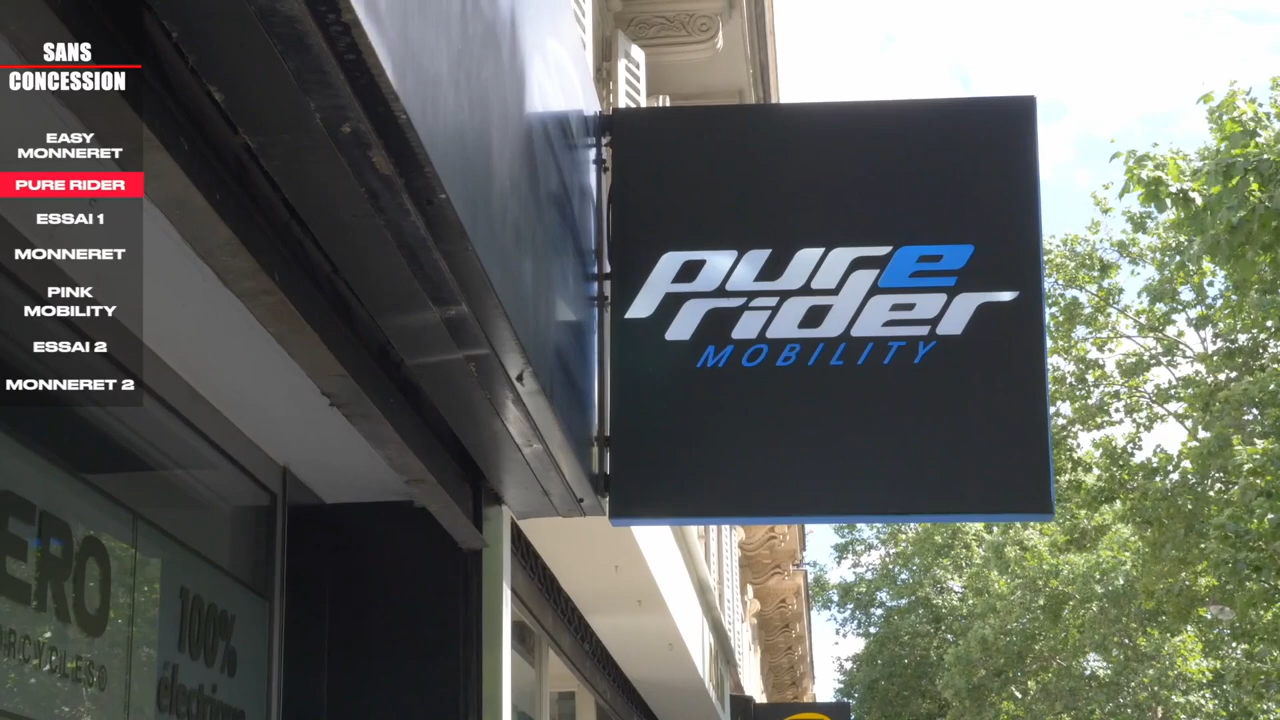 SANS
CONCESSION
EASY
MONNERET
PURE RIDER
ESSAI 1
MONNERET
PINK
MOBILITY
ESSAI 2
MONNERET 2
pure
rider
MOBILITY
ERO
RCYCLES®
100%
électrique